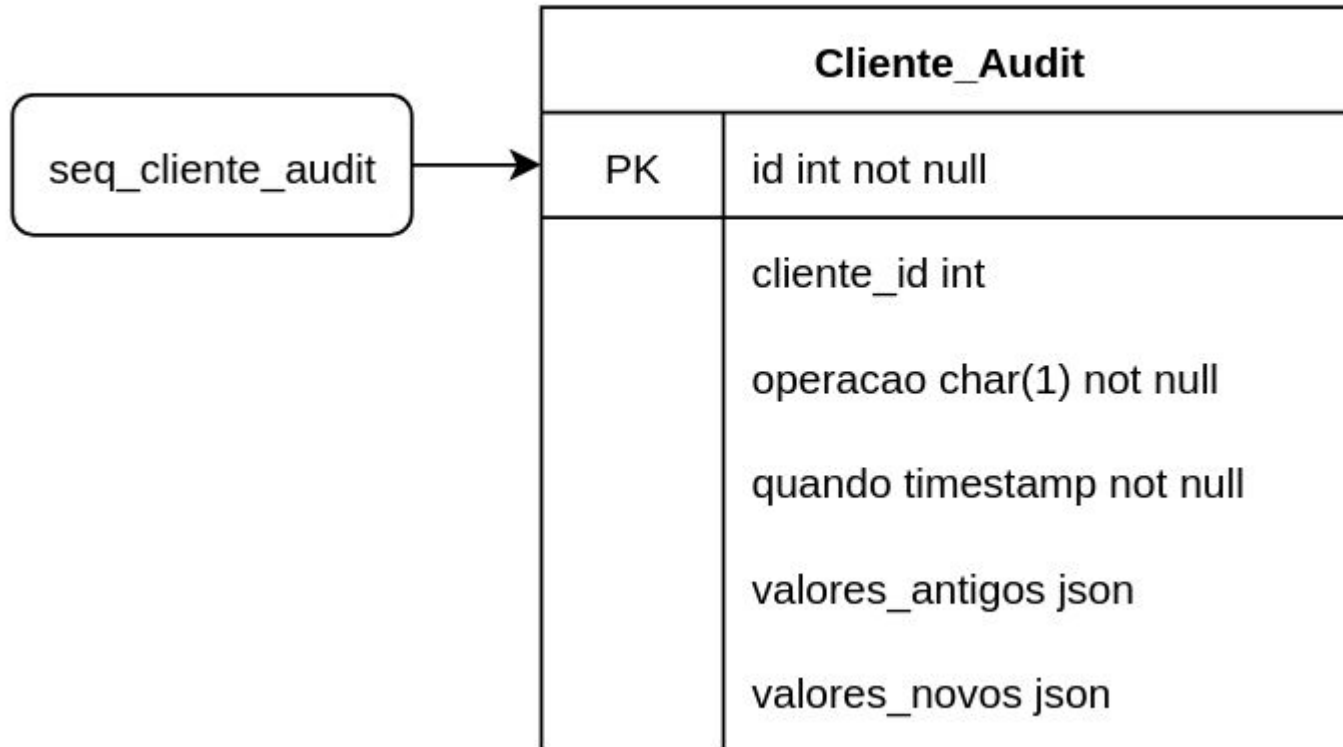 Cliente_Audit
seq_cliente_audit
PK
id int not null
cliente_id int
operacao char(1) not null
quando timestamp not null
valores_antigos json
valores_novos json